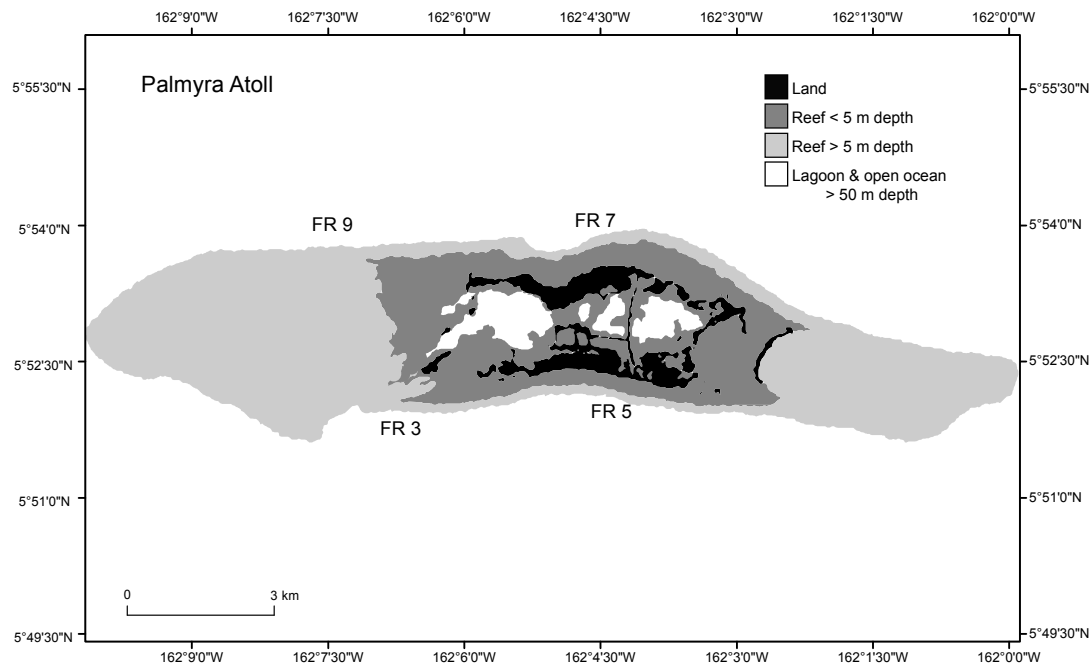 162°9'0"W 162°7'30"W 162°6'0"W 162°4'30"W 162°3'0"W 162°1'30"W 162°0'0"W
Palmyra Atoll
5°55'30"N 5°55'30"N
Land
Reef < 5 m depth
Reef > 5 m depth
Lagoon & open ocean
> 50 m depth
FR 9 FR 7
5°54'0"N 5°54'0"N
5°52'30"N 5°52'30"N
FR 3 FR 5
5°51'0"N 5°51'0"N
0 3 km
5°49'30"N 5°49'30"N
162°9'0"W 162°7'30"W 162°6'0"W 162°4'30"W 162°3'0"W 162°1'30"W 162°0'0"W